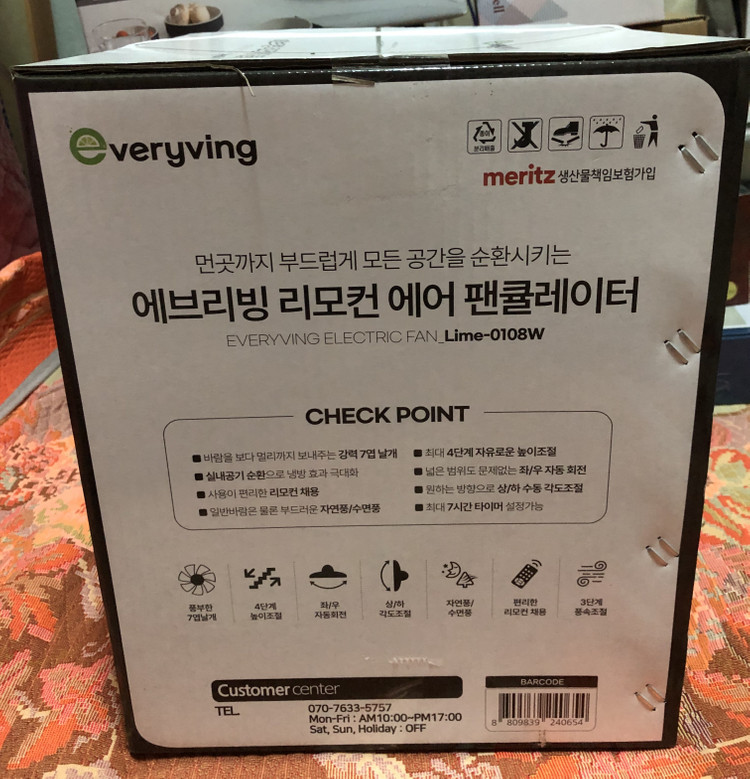 everyving
종이
분리배출
meritz 생산물책임보험가입
먼곳까지 부드럽게 모든 공간을 순환시키는
에브리빙 리모컨 에어 팬큘레이터
EVERYVING ELECTRIC FAN_Lime-0108W
CHECK POINT
■ 바람을 보다 멀리까지 보내주는 강력 7엽 날개
■ 실내공기 순환으로 냉방 효과 극대화
■ 사용이 편리한 리모컨 채용
■ 일반바람은 물론 부드러운 자연풍/수면풍
■ 최대 4단계 자유로운 높이조절
■ 넓은 범위도 문제없는 좌/우 자동 회전
■ 원하는 방향으로 상/하 수동 각도조절
■ 최대 7시간 타이머 설정가능
풍부한
7엽날개
4단계
높이조절
좌/우
자동회전
상/하
각도조절
자연풍/
수면풍
편리한
리모컨 채용
3단계
풍속조절
Customer center
TEL
070-7633-5757
Mon-Fri : AM10:00~PM17:00
Sat, Sun, Holiday : OFF
BARCODE
8 809839 240654